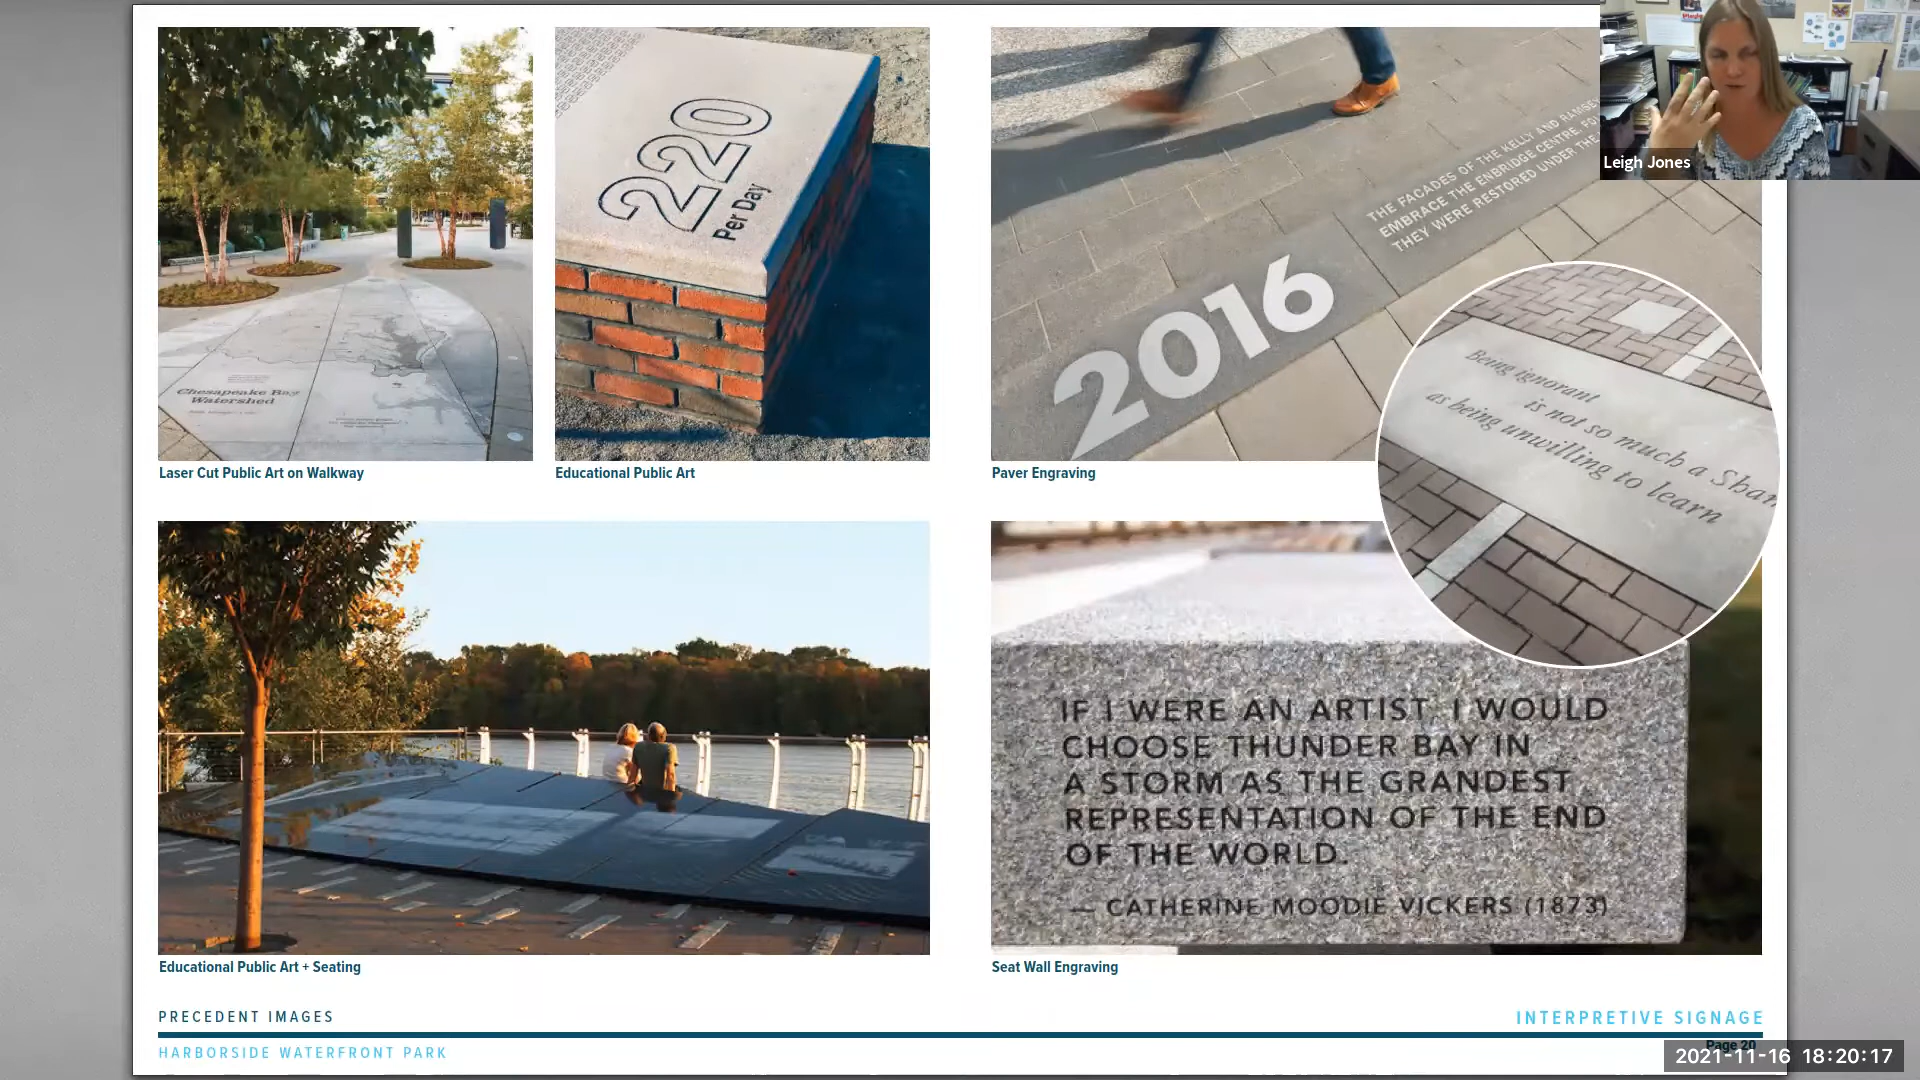 Leigh Jones
Chesapeake Bay
Watershed
220
Per Day
2016
THE FACADES OF THE KELLY AND RAMSEY
EMBRACE THE ENBRIDGE CENTRE.
THEY WERE RESTORED UNDER THE
Being ignorant
is not so much a Sham
as being unwilling to learn
Laser Cut Public Art on Walkway
Educational Public Art
Paver Engraving
IF I WERE AN ARTIST, I WOULD
CHOOSE THUNDER BAY IN
A STORM AS THE GRANDEST
REPRESENTATION OF THE END
OF THE WORLD.
— CATHERINE MOODIE VICKERS (1873)
Educational Public Art + Seating
Seat Wall Engraving
PRECEDENT IMAGES
INTERPRETIVE SIGNAGE
HARBORSIDE WATERFRONT PARK
Page 20
2021-11-16 18:20:17